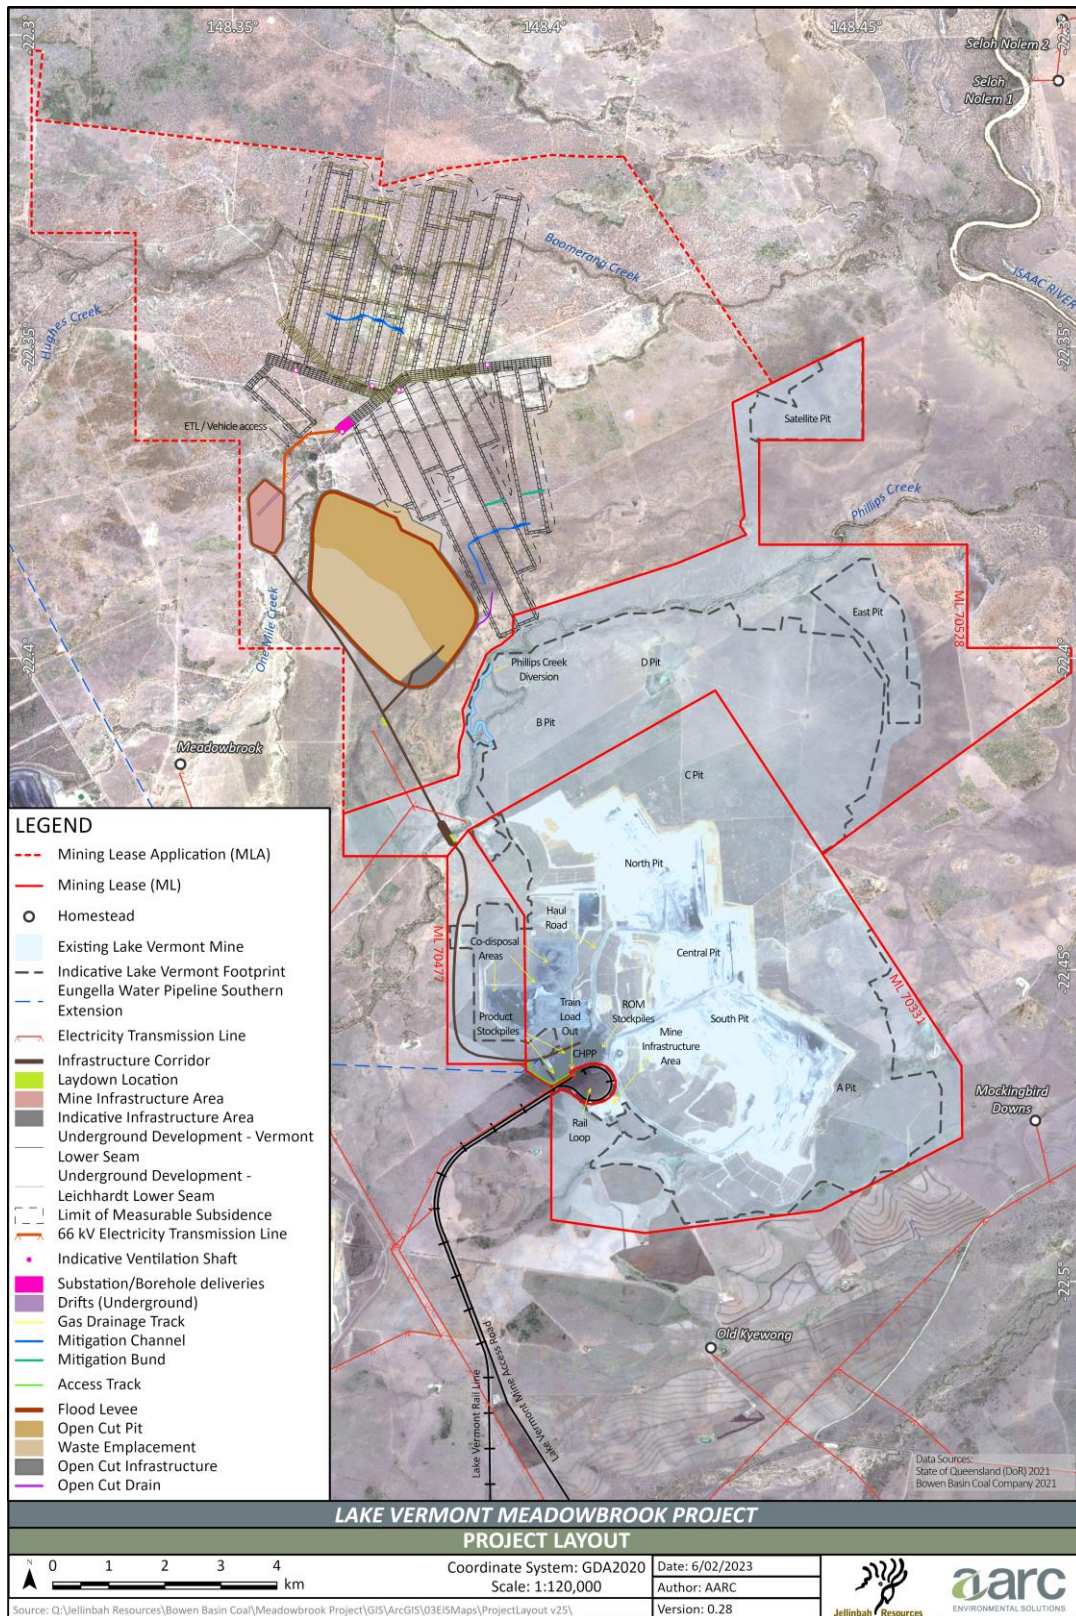 148.35°
148.4°
148.45°
-22.3°
-22.3°
Seloh Nolem 2
Seloh
Nolem 1
Boomerang Creek
ISAAC RIVER
Hughes Creek
-22.35°
-22.35°
ETL / Vehicle access
Satellite Pit
Phillips Creek
One Mile Creek
East Pit
ML 70528
-22.4°
-22.4°
Phillips Creek
Diversion
D Pit
B Pit
Meadowbrook
C Pit
North Pit
Haul
Road
Co-disposal
Areas
ML 70477
Central Pit
-22.45°
ML 70331
Product
Stockpiles
Train
Load
Out
ROM
Stockpiles
South Pit
Mine
Infrastructure
Area
CHPP
A Pit
Mockingbird
Downs
Rail
Loop
-22.5°
Old Kyewong
Lake Vermont Rail Line
Lake Vermont Mine Access Road
LEGEND
Mining Lease Application (MLA)
Mining Lease (ML)
Homestead
Existing Lake Vermont Mine
Indicative Lake Vermont Footprint
Eungella Water Pipeline Southern
Extension
Electricity Transmission Line
Infrastructure Corridor
Laydown Location
Mine Infrastructure Area
Indicative Infrastructure Area
Underground Development - Vermont
Lower Seam
Underground Development -
Leichhardt Lower Seam
Limit of Measurable Subsidence
66 kV Electricity Transmission Line
Indicative Ventilation Shaft
Substation/Borehole deliveries
Drifts (Underground)
Gas Drainage Track
Mitigation Channel
Mitigation Bund
Access Track
Flood Levee
Open Cut Pit
Waste Emplacement
Open Cut Infrastructure
Open Cut Drain
Data Sources:
State of Queensland (DoR) 2021
Bowen Basin Coal Company 2021
LAKE VERMONT MEADOWBROOK PROJECT
PROJECT LAYOUT
N
0 1 2 3 4
km
Coordinate System: GDA2020
Scale: 1:120,000
Date: 6/02/2023
Author: AARC
Version: 0.28
Source: Q:\Jellinbah Resources\Bowen Basin Coal\Meadowbrook Project\GIS\ArcGIS\03EISMaps\ProjectLayout v25\
Jellinbah Resources
aarc
ENVIRONMENTAL SOLUTIONS